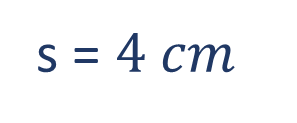 s = 4 cm